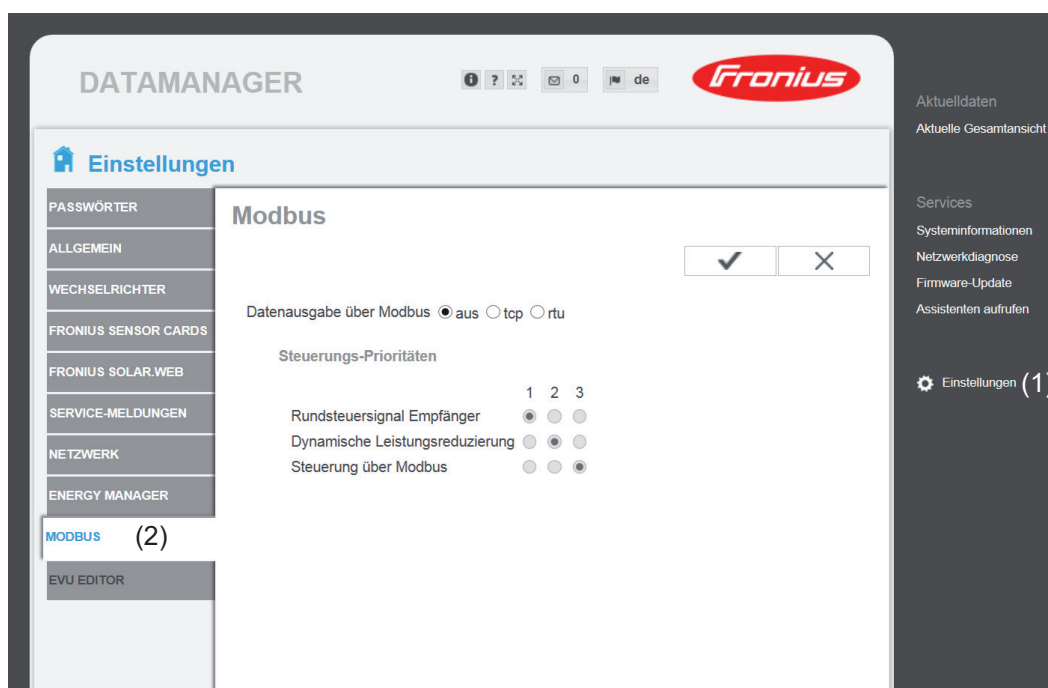 DATAMANAGER
i ? 0 de
Fronius
Einstellungen
PASSWÖRTER
ALLGEMEIN
WECHSELRICHTER
FRONIUS SENSOR CARDS
FRONIUS SOLAR.WEB
SERVICE-MELDUNGEN
NETZWERK
ENERGY MANAGER
MODBUS (2)
EVU EDITOR
Modbus
Datenausgabe über Modbus aus tcp rtu
Steuerungs-Prioritäten
1 2 3
Rundsteuersignal Empfänger
Dynamische Leistungsreduzierung
Steuerung über Modbus
Aktuelldaten
Aktuelle Gesamtansicht
Services
Systeminformationen
Netzwerkdiagnose
Firmware-Update
Assistenten aufrufen
Einstellungen (1)